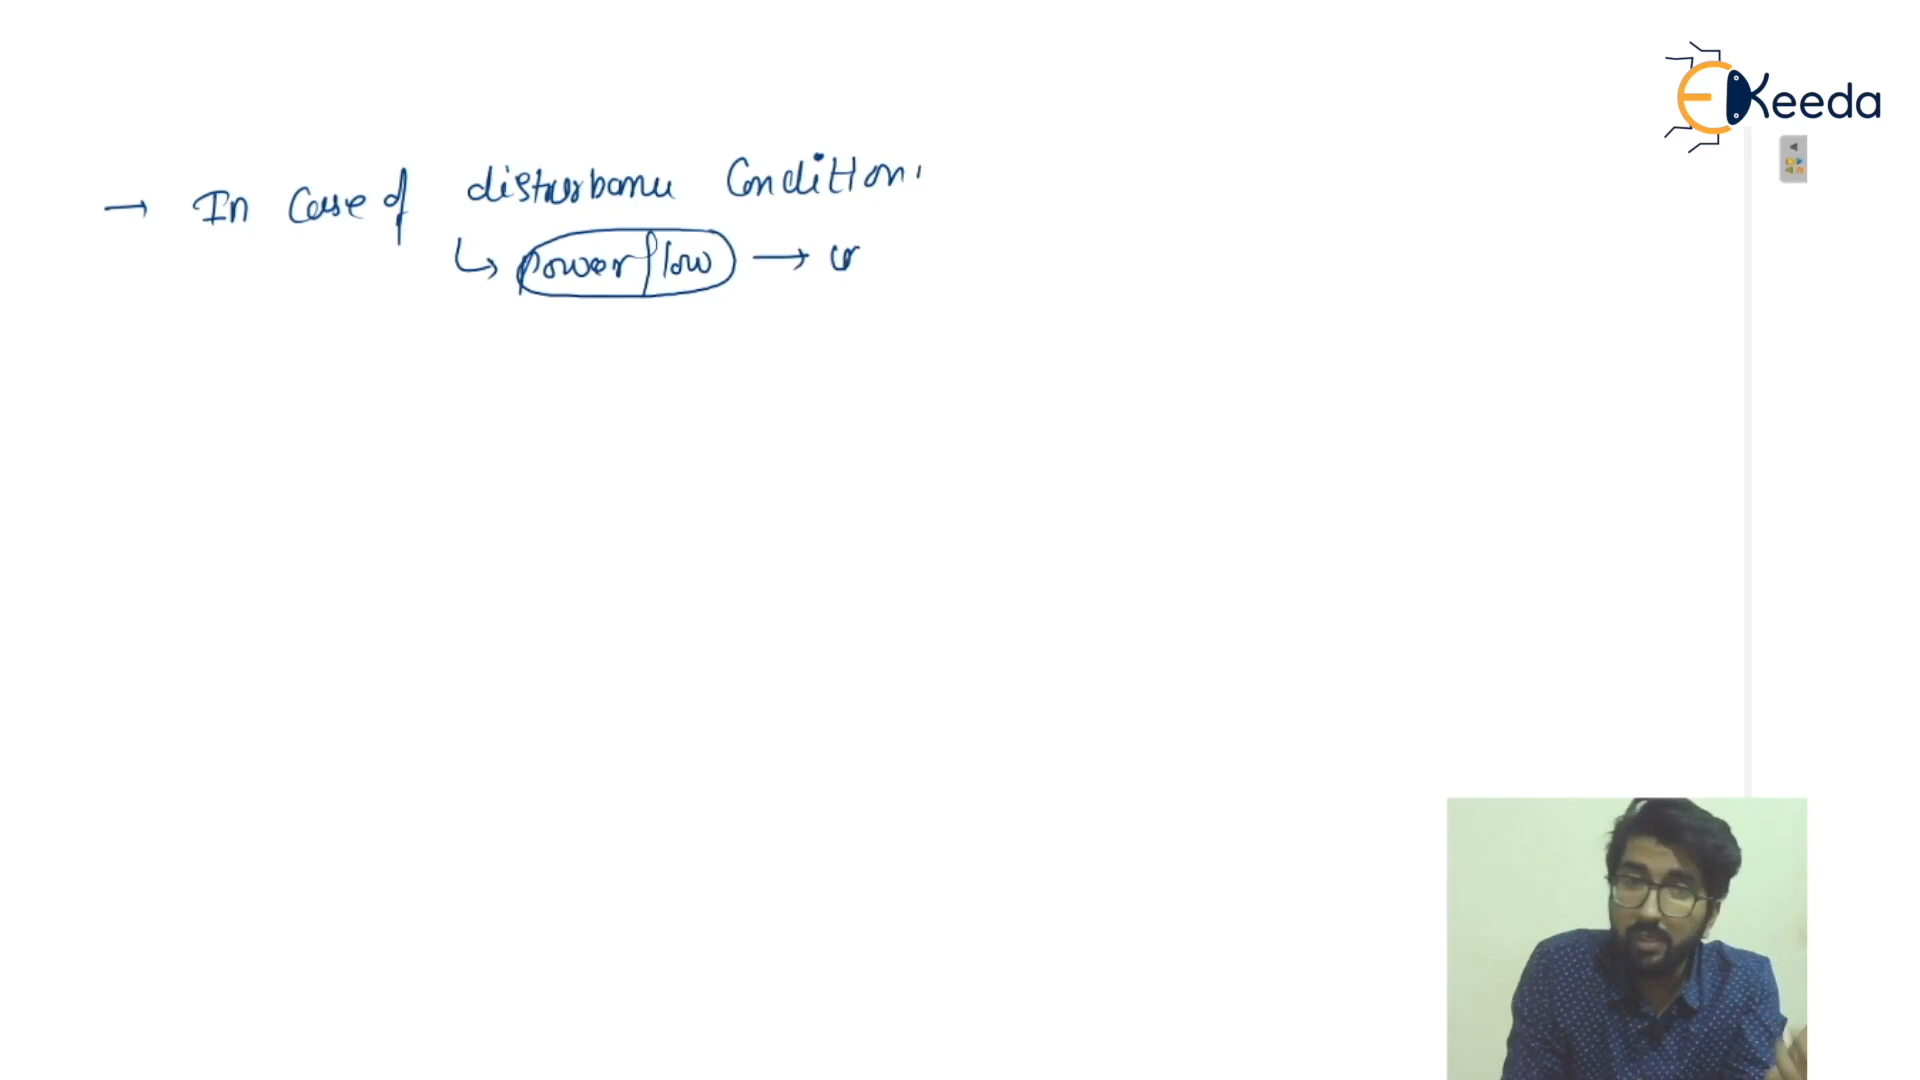 EKeeda
→ In Case of disturbance Condition.
↳ power flow →